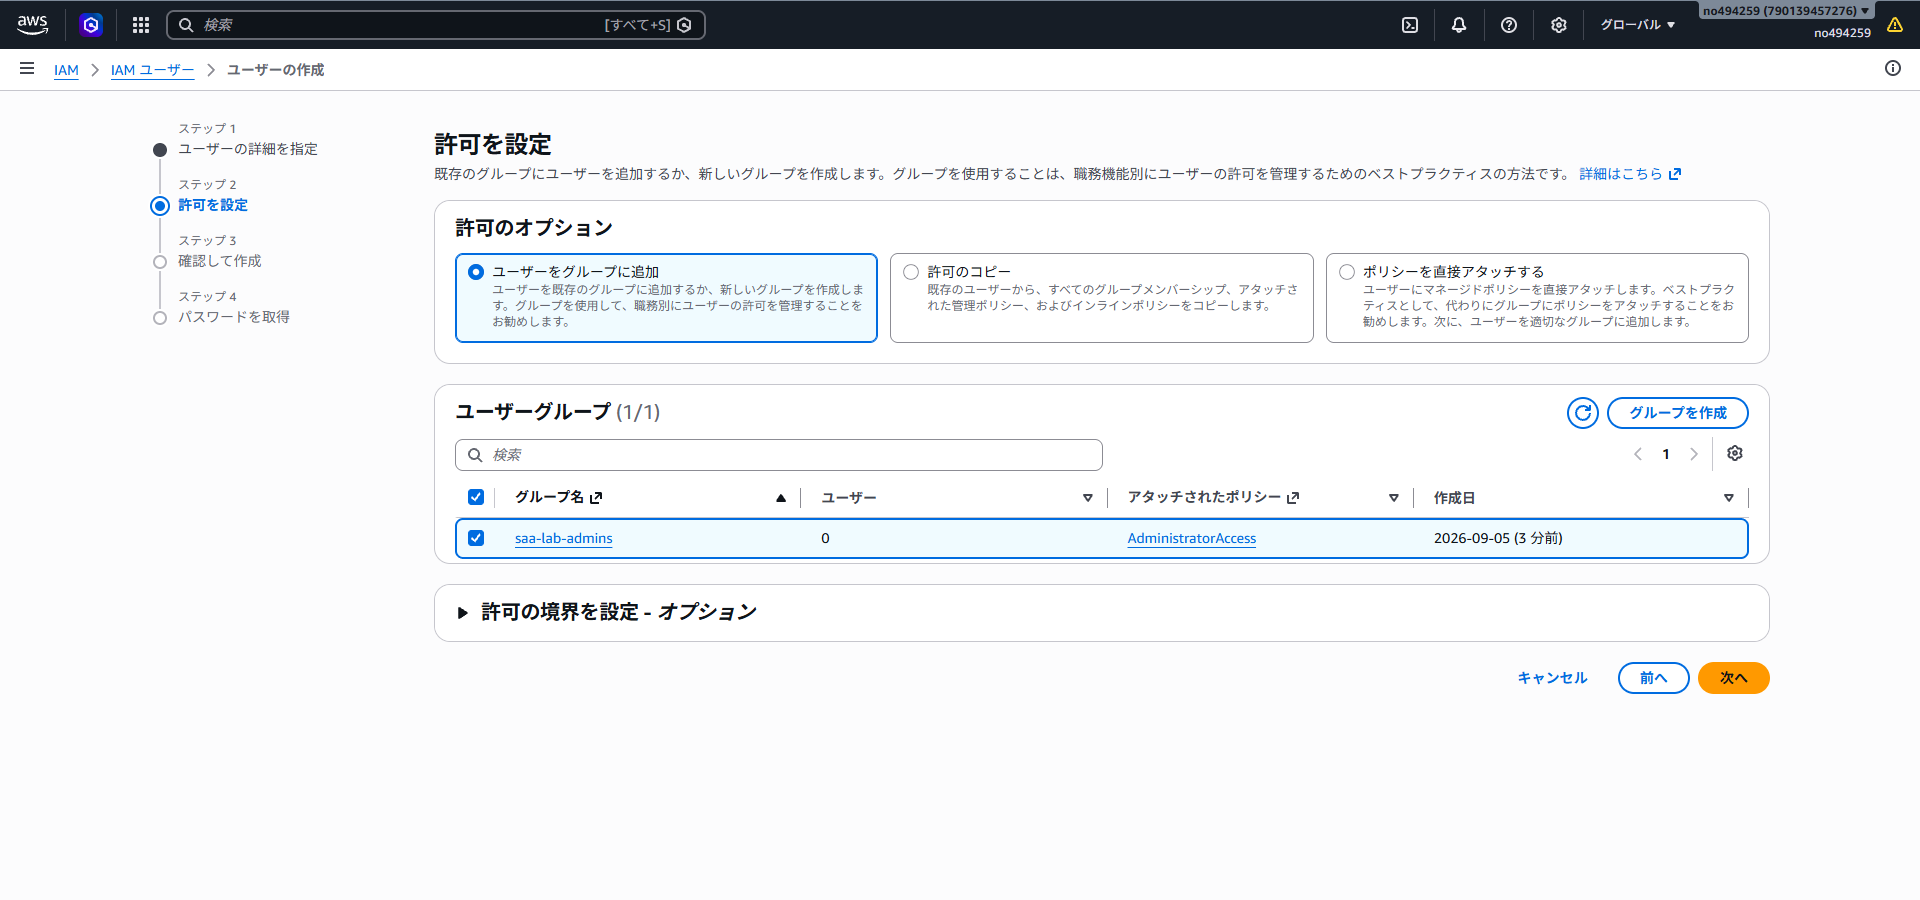 aws
検索
[すべて+S]
グローバル ▼
no494259 (790139457276) ▼
no494259
IAM > IAM ユーザー > ユーザーの作成
ステップ 1
ユーザーの詳細を指定
ステップ 2
許可を設定
ステップ 3
確認して作成
ステップ 4
パスワードを取得
許可を設定
既存のグループにユーザーを追加するか、新しいグループを作成します。グループを使用することは、職務機能別にユーザーの許可を管理するためのベストプラクティスの方法です。 詳細はこちら
許可のオプション
ユーザーをグループに追加
ユーザーを既存のグループに追加するか、新しいグループを作成しま
す。グループを使用して、職務別にユーザーの許可を管理することを
お勧めします。
許可のコピー
既存のユーザーから、すべてのグループメンバーシップ、アタッチさ
れた管理ポリシー、およびインラインポリシーをコピーします。
ポリシーを直接アタッチする
ユーザーにマネージドポリシーを直接アタッチします。ベストプラク
ティスとして、代わりにグループにポリシーをアタッチすることをお
勧めします。次に、ユーザーを適切なグループに追加します。
ユーザーグループ (1/1)
グループを作成
検索
1
グループ名 ユーザー アタッチされたポリシー 作成日
saa-lab-admins 0 AdministratorAccess 2026-09-05 (3 分前)
許可の境界を設定 - オプション
キャンセル 前へ 次へ